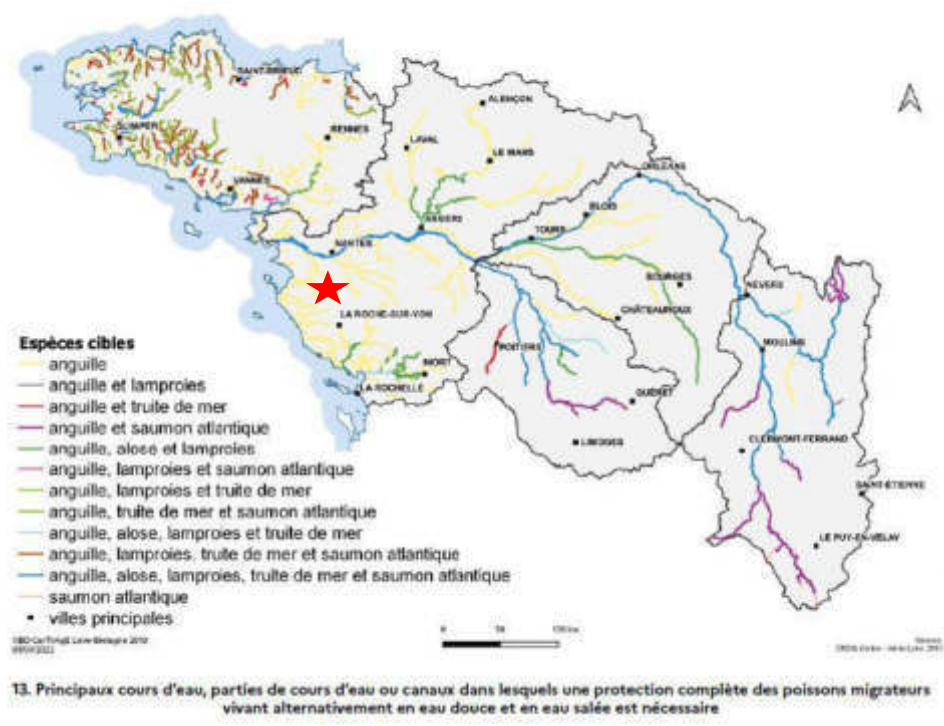 SAINT-BRIEUC
ALENÇON
QUIMPER
RENNES
LAVAL
LE MANS
VANNES
ORLÉANS
BLOIS
ANGERS
TOURS
NANTES
BOURGES
NEVERS
CHÂTEAUROUX
LA ROCHE-SUR-YON
MOULINS
POITIERS
NIORT
LA ROCHELLE
GUÉRET
LIMOGES
CLERMONT-FERRAND
SAINT-ÉTIENNE
LE PUY-EN-VELAY
Espèces cibles
anguille
anguille et lamproies
anguille et truite de mer
anguille et saumon atlantique
anguille, alose et lamproies
anguille, lamproies et saumon atlantique
anguille, lamproies et truite de mer
anguille, truite de mer et saumon atlantique
anguille, alose, lamproies et truite de mer
anguille, lamproies, truite de mer et saumon atlantique
anguille, alose, lamproies, truite de mer et saumon atlantique
saumon atlantique
villes principales
0
13. Principaux cours d'eau, parties de cours d'eau ou canaux dans lesquels une protection complète des poissons migrateurs
vivant alternativement en eau douce et en eau salée est nécessaire